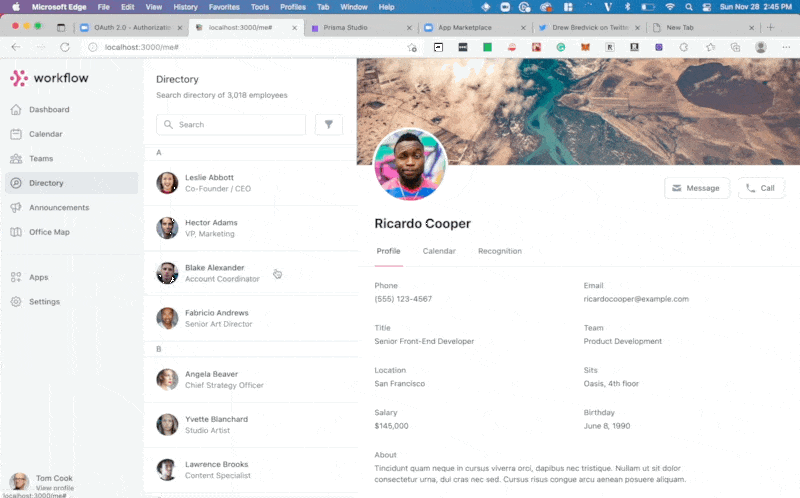 Microsoft Edge File Edit View History Favorites Tools Profiles Tab Window Help Sun Nov 28 2:45 PM
OAuth 2.0 - Authorization localhost:3000/me# Prisma Studio App Marketplace Drew Bredvick on Twitter New Tab
localhost:3000/me#
workflow
Dashboard
Calendar
Teams
Directory
Announcements
Office Map
Apps
Settings
Tom Cook
View profile
localhost:3000/me#
Directory
Search directory of 3,018 employees
Search
A
Leslie Abbott
Co-Founder / CEO
Hector Adams
VP, Marketing
Blake Alexander
Account Coordinator
Fabricio Andrews
Senior Art Director
B
Angela Beaver
Chief Strategy Officer
Yvette Blanchard
Studio Artist
Lawrence Brooks
Content Specialist
Message Call
Ricardo Cooper
Profile Calendar Recognition
Phone Email
(555) 123-4567 ricardocooper@example.com
Title Team
Senior Front-End Developer Product Development
Location Sits
San Francisco Oasis, 4th floor
Salary Birthday
$145,000 June 8, 1990
About
Tincidunt quam neque in cursus viverra orci, dapibus nec tristique. Nullam ut sit dolor
consectetur urna, dui cras nec sed. Cursus risus congue arcu aenean posuere aliquam.